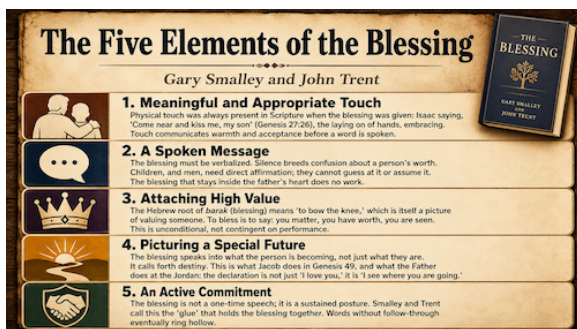 The Five Elements of the Blessing
Gary Smalley and John Trent
THE
BLESSING
GARY SMALLEY
AND
JOHN TRENT
1. Meaningful and Appropriate Touch
Physical touch was always present in Scripture when the blessing was given: Isaac saying,
'Come near and kiss me, my son' (Genesis 27:26), the laying on of hands, embracing.
Touch communicates warmth and acceptance before a word is spoken.
2. A Spoken Message
The blessing must be verbalized. Silence breeds confusion about a person's worth.
Children, and men, need direct affirmation; they cannot guess at it or assume it.
The blessing that stays inside the father's heart does no work.
3. Attaching High Value
The Hebrew root of barak (blessing) means 'to bow the knee,' which is itself a picture
of valuing someone. To bless is to say: you matter, you have worth, you are seen.
This is unconditional, not contingent on performance.
4. Picturing a Special Future
The blessing speaks into what the person is becoming, not just what they are.
It calls forth destiny. This is what Jacob does in Genesis 49, and what the Father
does at the Jordan: the declaration is not just 'I love you,' it is 'I see where you are going.'
5. An Active Commitment
The blessing is not a one-time speech; it is a sustained posture. Smalley and Trent
call this the 'glue' that holds the blessing together. Words without follow-through
eventually ring hollow.